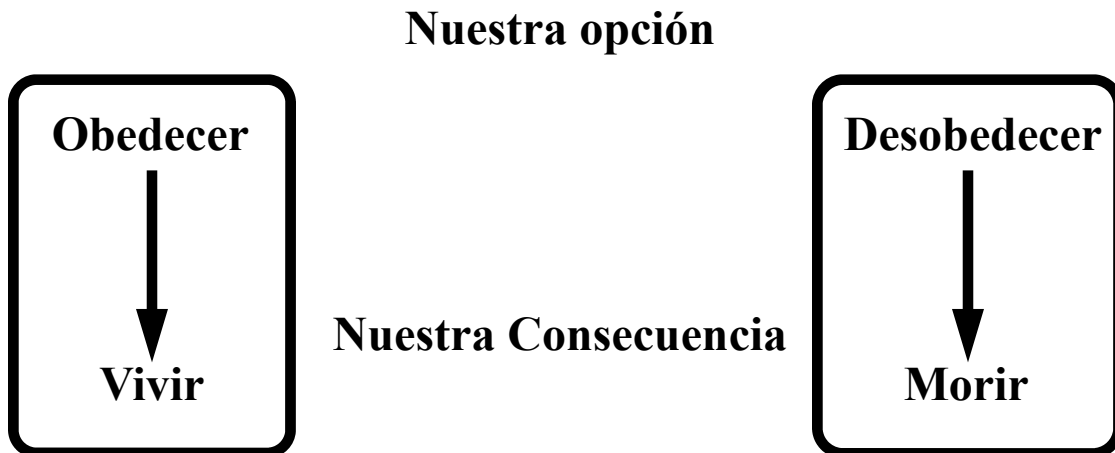 Nuestra opción
Obedecer
Desobedecer
Nuestra Consecuencia
Vivir
Morir